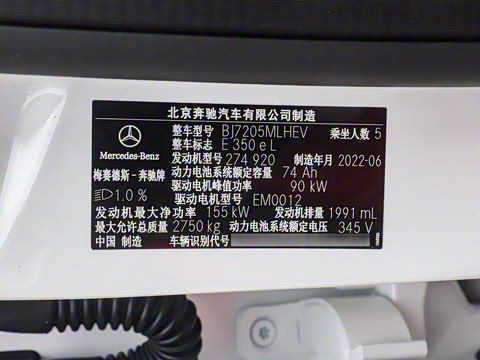 北京奔驰汽车有限公司制造
整车型号 BJ7205MLHEV 乘坐人数 5
整车标志 E 350 e L
Mercedes-Benz
发动机型号 274 920 制造年月 2022-06
动力电池系统额定容量 74 Ah
梅赛德斯-奔驰牌
驱动电机峰值功率 90 kW
1.0 %
驱动电机型号 EM0012
发动机最大净功率 155 kW 发动机排量 1991 mL
最大允许总质量 2750 kg 动力电池系统额定电压 345 V
中国 制造 车辆识别代号